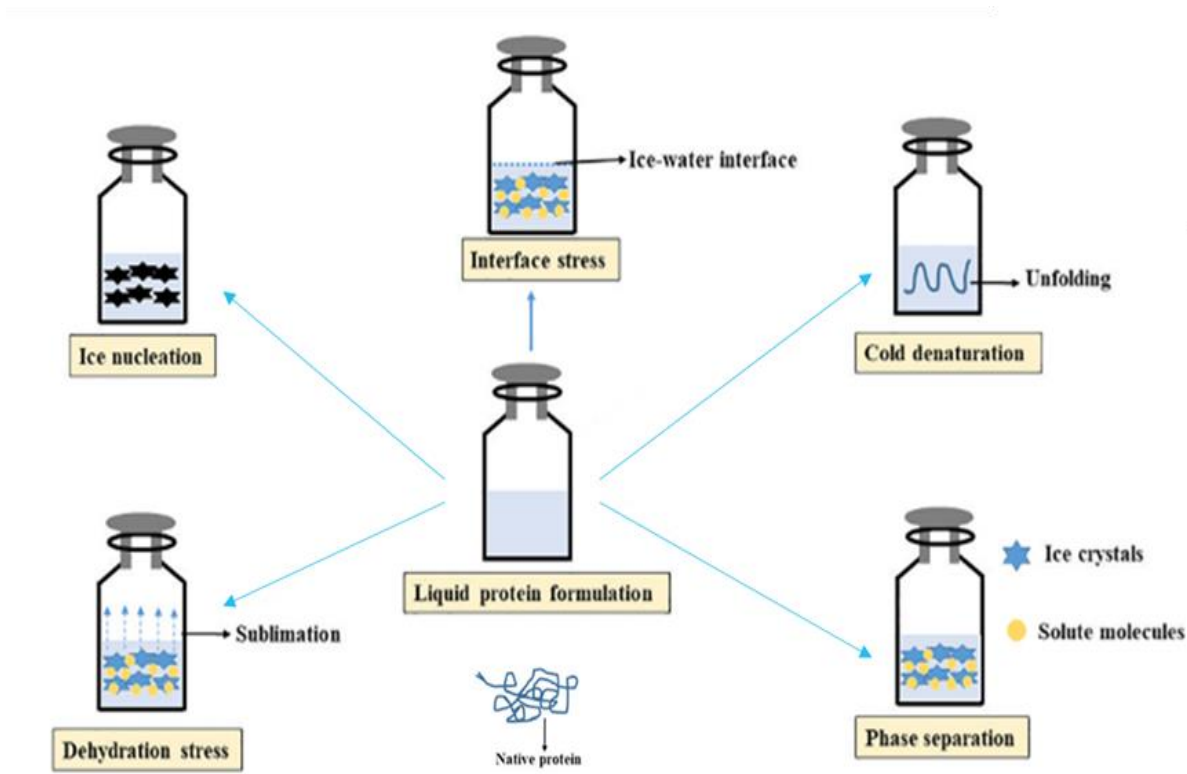 Ice-water interface
Interface stress
Unfolding
Ice nucleation
Cold denaturation
Liquid protein formulation
Ice crystals
Solute molecules
Sublimation
Dehydration stress
Native protein
Phase separation